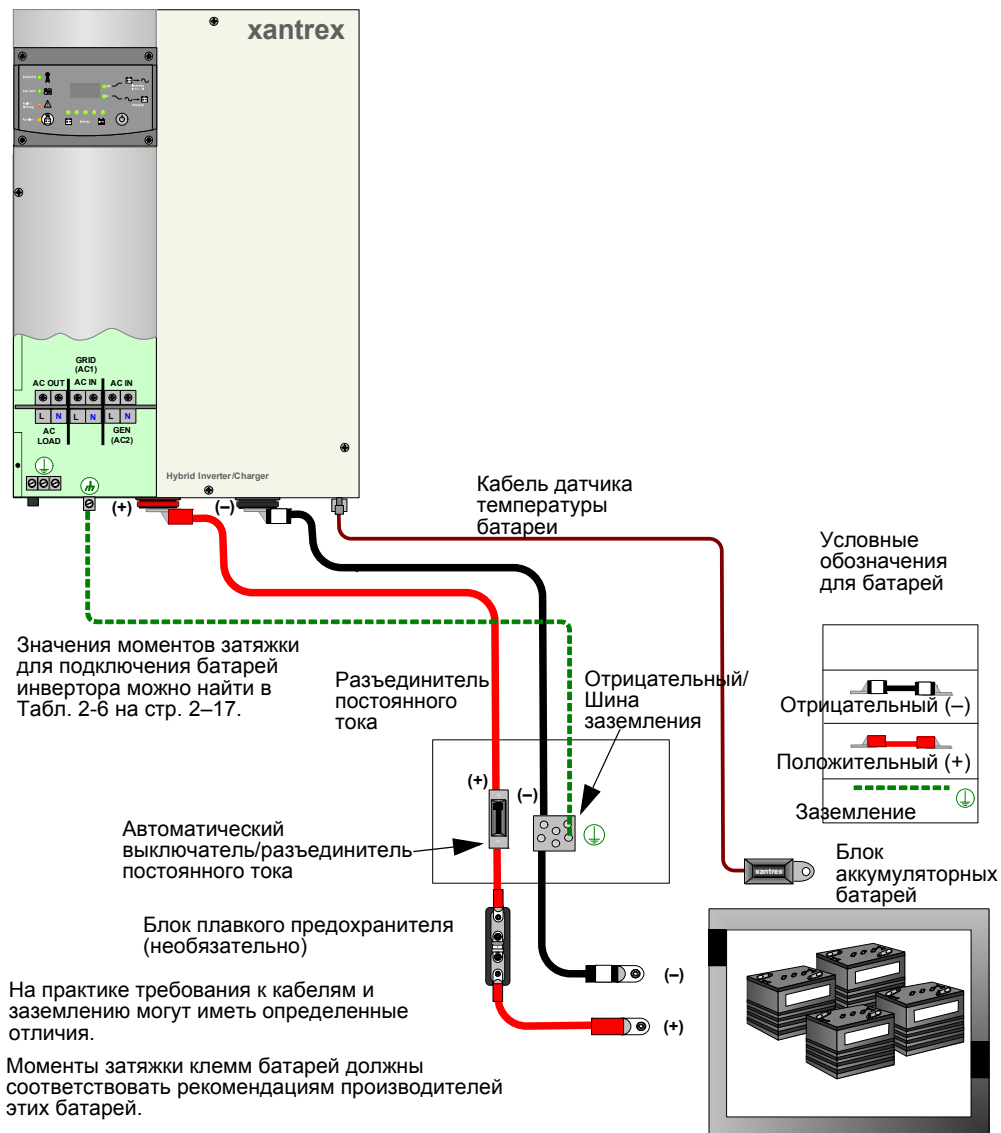 xantrex
GRID
(AC1)
AC OUT AC IN AC IN
L N L N L N
AC
LOAD
GEN
(AC2)
Hybrid Inverter/Charger
(+) (–)
Кабель датчика
температуры
батареи
Условные
обозначения
для батарей
Значения моментов затяжки
для подключения батарей
инвертора можно найти в
Табл. 2-6 на стр. 2–17.
Разъединитель
постоянного
тока
Отрицательный/
Шина
заземления
Отрицательный (–)
Положительный (+)
Заземление
(+) (–)
Автоматический
выключатель/разъединитель
постоянного тока
Блок
аккумуляторных
батарей
xantrex
Блок плавкого предохранителя
(необязательно)
(–)
(+)
На практике требования к кабелям и
заземлению могут иметь определенные
отличия.
Моменты затяжки клемм батарей должны
соответствовать рекомендациям производителей
этих батарей.